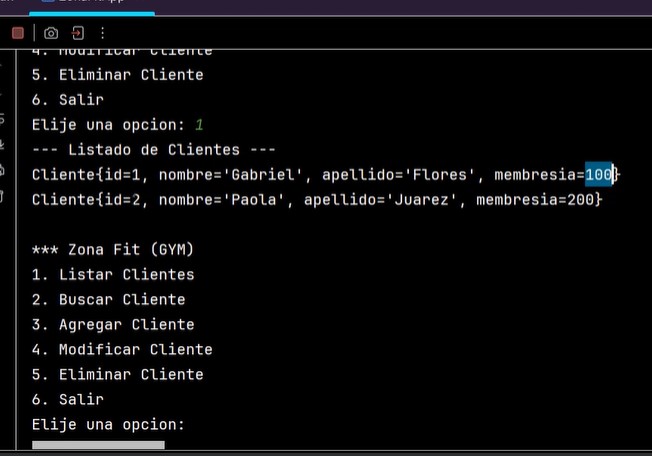 4. Modificar Cliente
5. Eliminar Cliente
6. Salir
Elije una opcion: 1
--- Listado de Clientes ---
Cliente{id=1, nombre='Gabriel', apellido='Flores', membresia=100}
Cliente{id=2, nombre='Paola', apellido='Juarez', membresia=200}
*** Zona Fit (GYM)
1. Listar Clientes
2. Buscar Cliente
3. Agregar Cliente
4. Modificar Cliente
5. Eliminar Cliente
6. Salir
Elije una opcion: